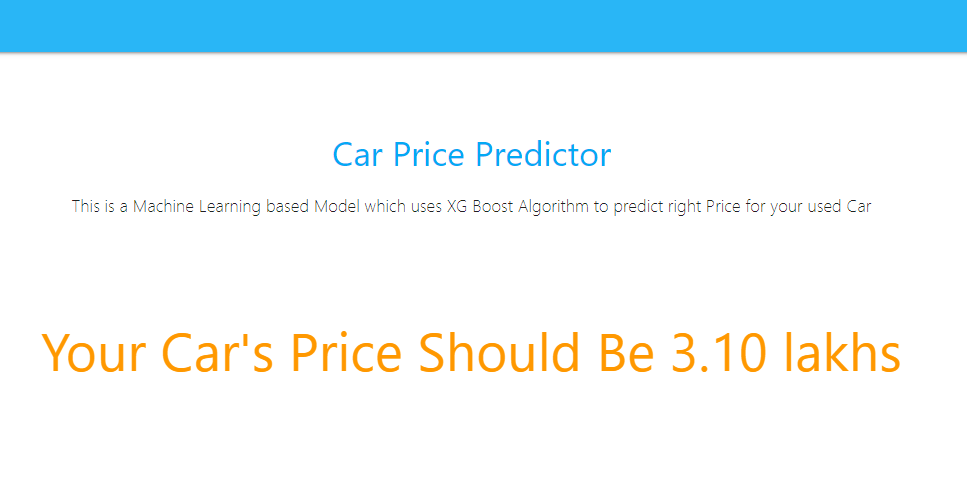 Car Price Predictor
This is a Machine Learning based Model which uses XG Boost Algorithm to predict right Price for your used Car
Your Car's Price Should Be 3.10 lakhs